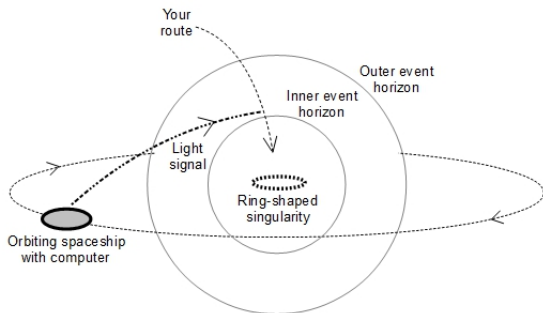 Your
route
Outer event
horizon
Inner event
horizon
Light
signal
Ring-shaped
singularity
Orbiting spaceship
with computer